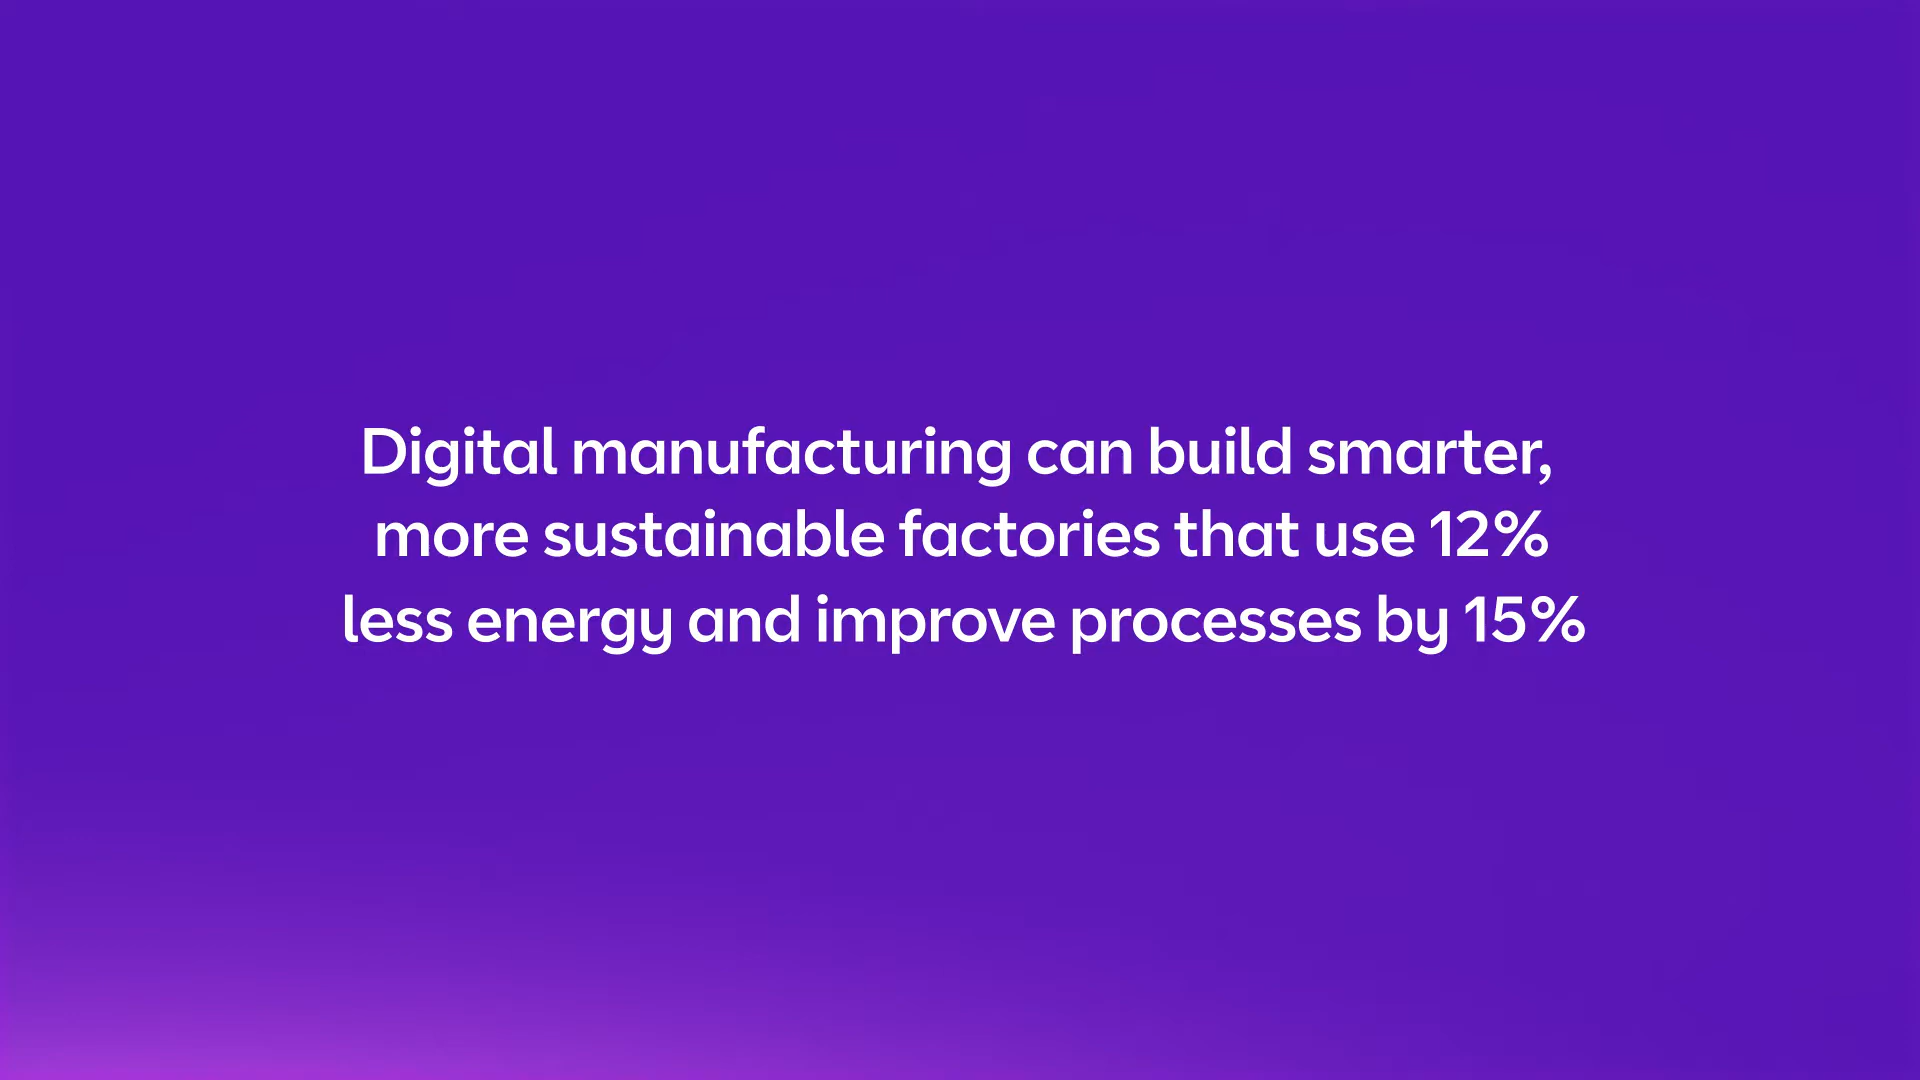 Digital manufacturing can build smarter,
more sustainable factories that use 12%
less energy and improve processes by 15%